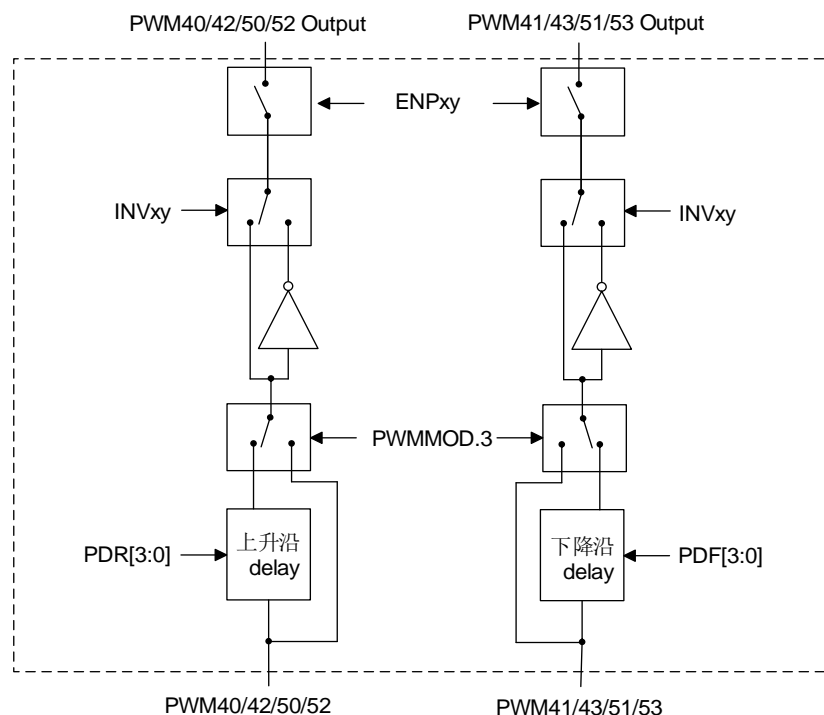 PWM40/42/50/52 Output
PWM41/43/51/53 Output
ENPxy
INVxy
INVxy
PWMMOD.3
PDR[3:0]
上升沿
delay
下降沿
delay
PDF[3:0]
PWM40/42/50/52
PWM41/43/51/53